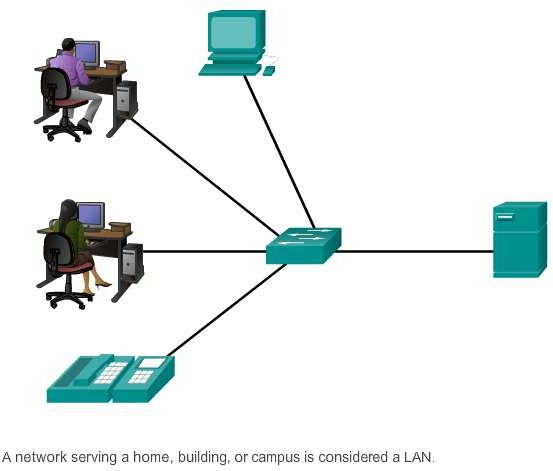 A network serving a home, building, or campus is considered a LAN.